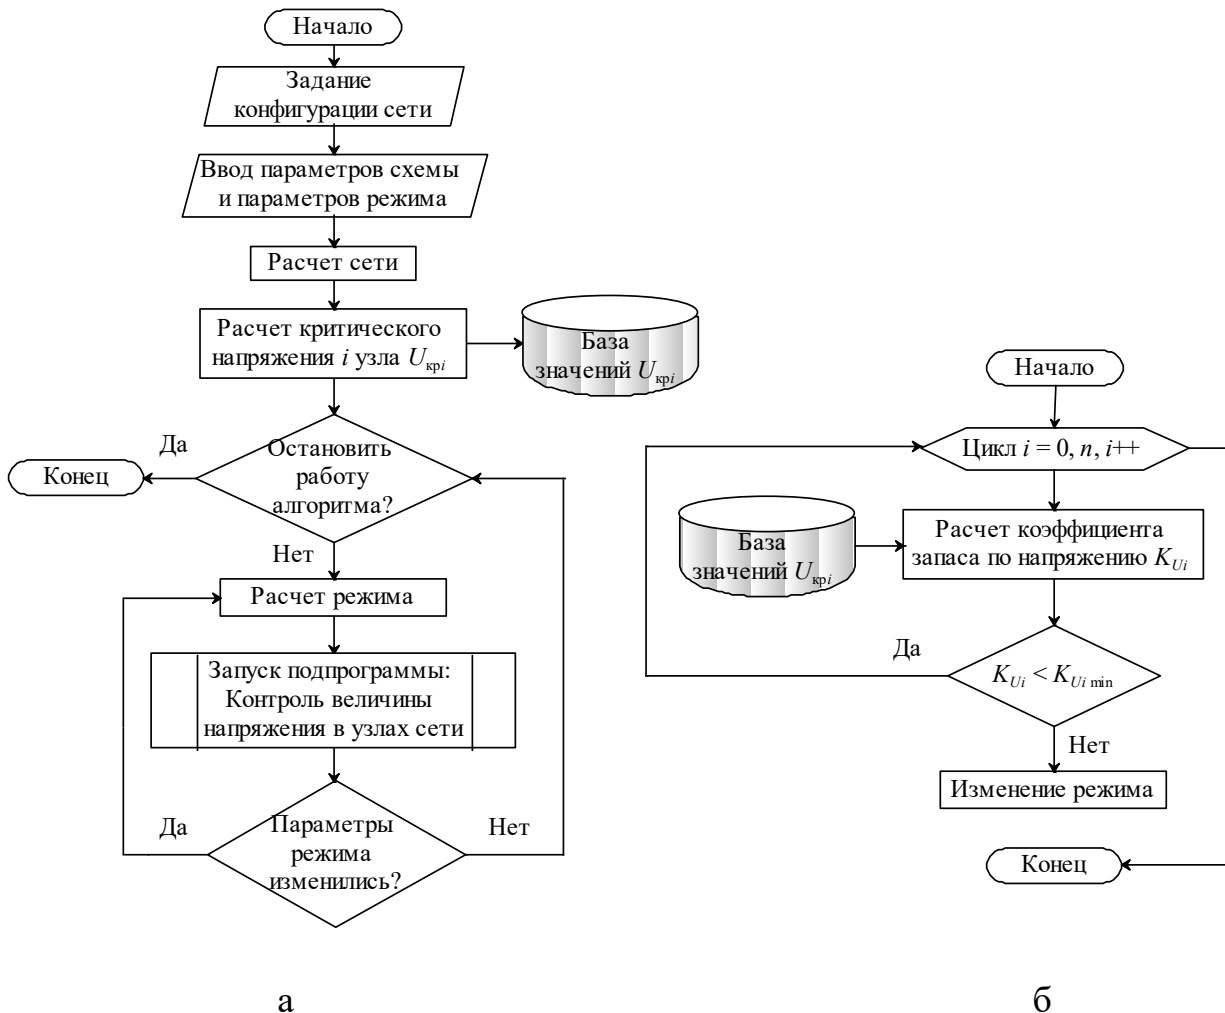 Начало
Задание
конфигурации сети
Ввод параметров схемы
и параметров режима
Расчет сети
Расчет критического
напряжения i узла Uкрi
База
значений Uкрi
Да
Остановить
работу
алгоритма?
Конец
Нет
Расчет режима
Запуск подпрограммы:
Контроль величины
напряжения в узлах сети
Да
Параметры
режима
изменились?
Нет
а
Начало
Цикл i = 0, n, i++
База
значений Uкрi
Расчет коэффициента
запаса по напряжению KUi
Да
KUi < KUi min
Нет
Изменение режима
Конец
б